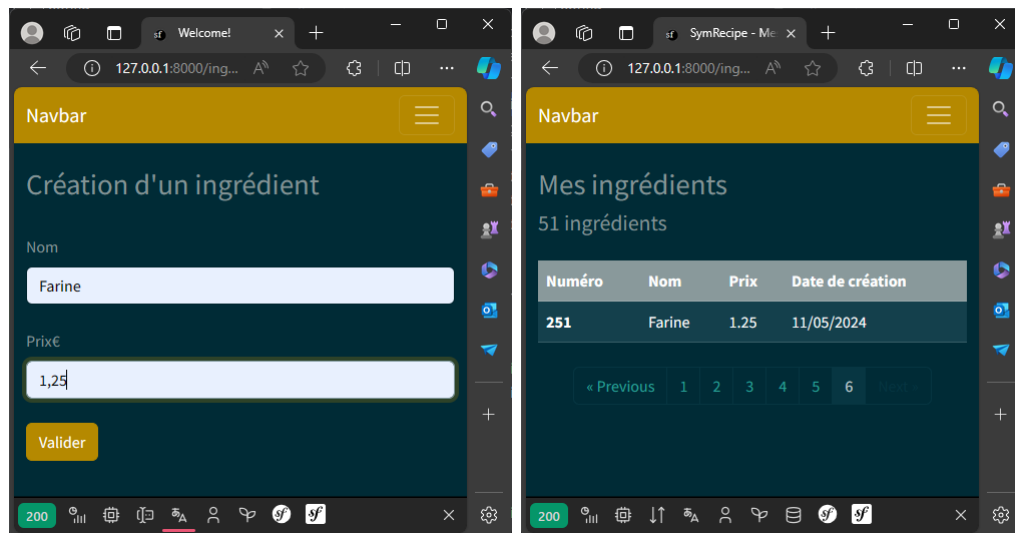 Welcome!
127.0.0.1:8000/ing...
Navbar
Création d'un ingrédient
Nom
Farine
Prix€
1,25
Valider
200
SymRecipe - Me
127.0.0.1:8000/ing...
Navbar
Mes ingrédients
51 ingrédients
Numéro Nom Prix Date de création
251 Farine 1.25 11/05/2024
« Previous 1 2 3 4 5 6 Next »
200